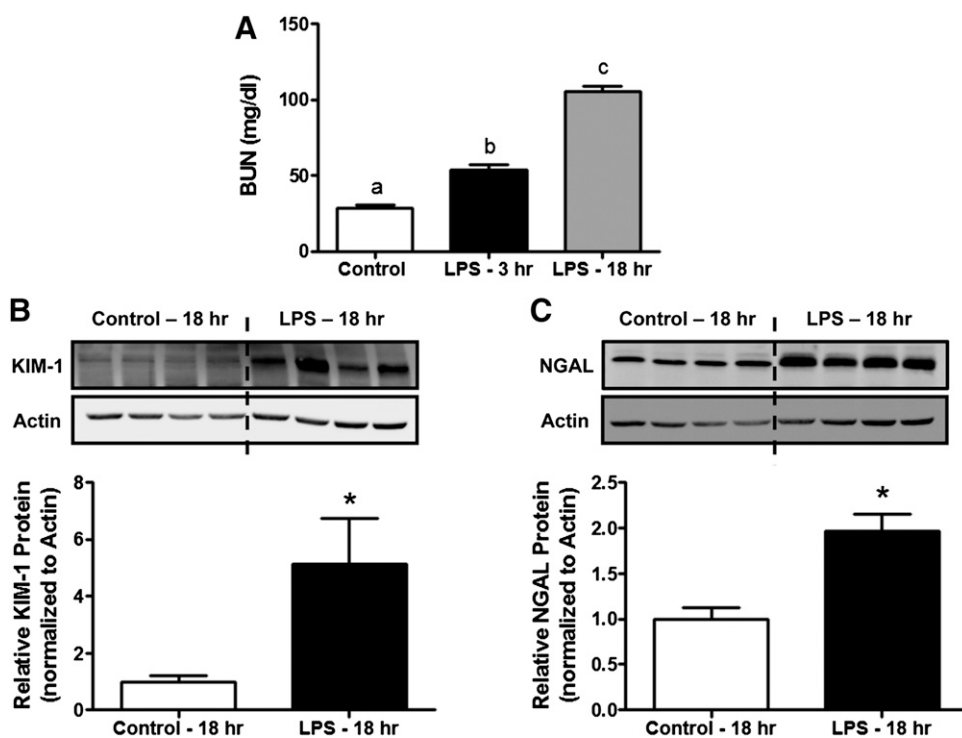 A
BUN (mg/dl)
150
100
50
0
a
b
c
Control
LPS - 3 hr
LPS - 18 hr
B
Control – 18 hr
LPS – 18 hr
KIM-1
Actin
Relative KIM-1 Protein
(normalized to Actin)
8
6
4
2
0
*
Control - 18 hr
LPS - 18 hr
C
Control – 18 hr
LPS – 18 hr
NGAL
Actin
Relative NGAL Protein
(normalized to Actin)
2.5
2.0
1.5
1.0
0.5
0.0
*
Control - 18 hr
LPS - 18 hr